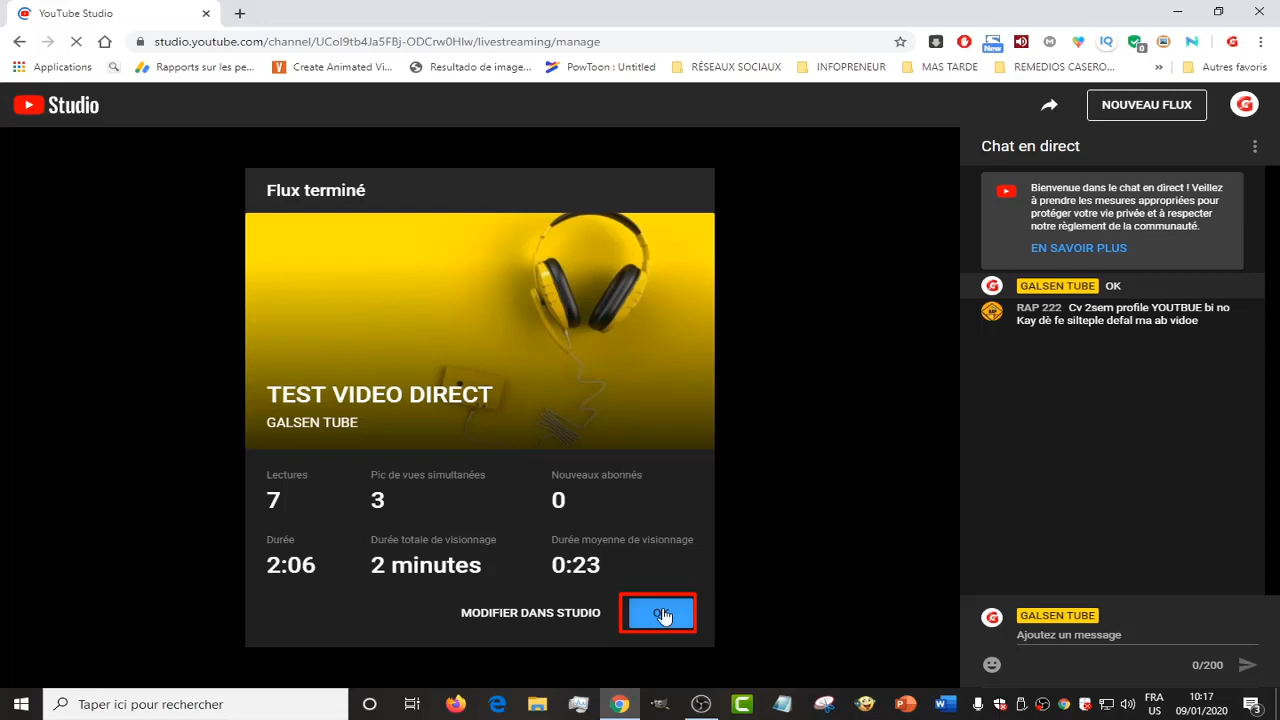 YouTube Studio
studio.youtube.com/channel/UCol9tb4Ja5FBj-ODCrw0Hlw/livestreaming/manage
New
0
Applications
Rapports sur les pe...
Create Animated Vi...
Resultado de image...
PowToon : Untitled
RÉSEAUX SOCIAUX
INFOPRENEUR
MAS TARDE
REMEDIOS CASERO...
»
Autres favoris
Studio
NOUVEAU FLUX
Flux terminé
TEST VIDEO DIRECT
GALSEN TUBE
Lectures
Pic de vues simultanées
Nouveaux abonnés
7
3
0
Durée
Durée totale de visionnage
Durée moyenne de visionnage
2:06
2 minutes
0:23
MODIFIER DANS STUDIO
Chat en direct
Bienvenue dans le chat en direct ! Veillez
à prendre les mesures appropriées pour
protéger votre vie privée et à respecter
notre règlement de la communauté.
EN SAVOIR PLUS
GALSEN TUBE OK
RAP 222 Cv 2sem profile YOUTBUE bi no
Kay dè fe silteple defal ma ab vidoe
GALSEN TUBE
Ajoutez un message
0/200
Taper ici pour rechercher
FRA
US
10:17
09/01/2020
3